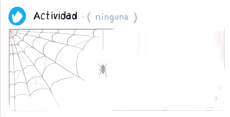 Actividad · ( ninguna )